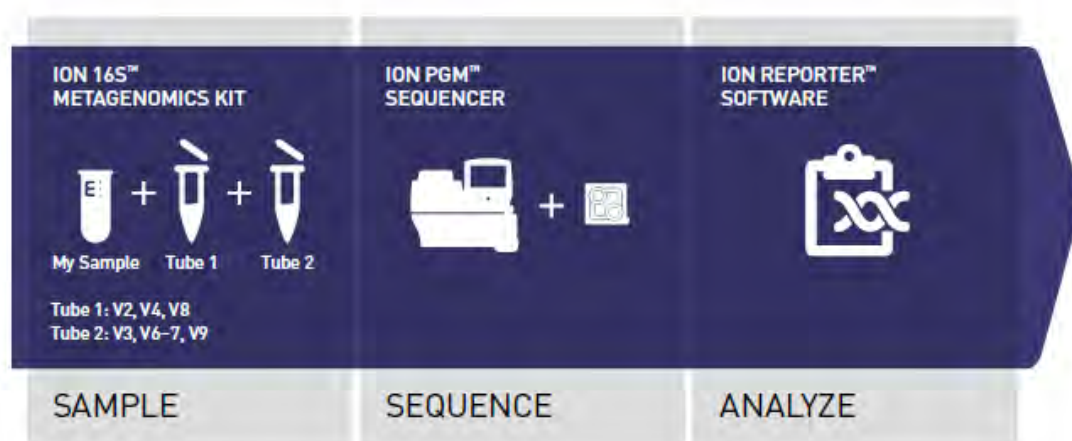 ION 16S™
METAGENOMICS KIT
E
My Sample
Tube 1
Tube 2
Tube 1: V2, V4, V8
Tube 2: V3, V6–7, V9
SAMPLE
ION PGM™
SEQUENCER
SEQUENCE
ION REPORTER™
SOFTWARE
ANALYZE